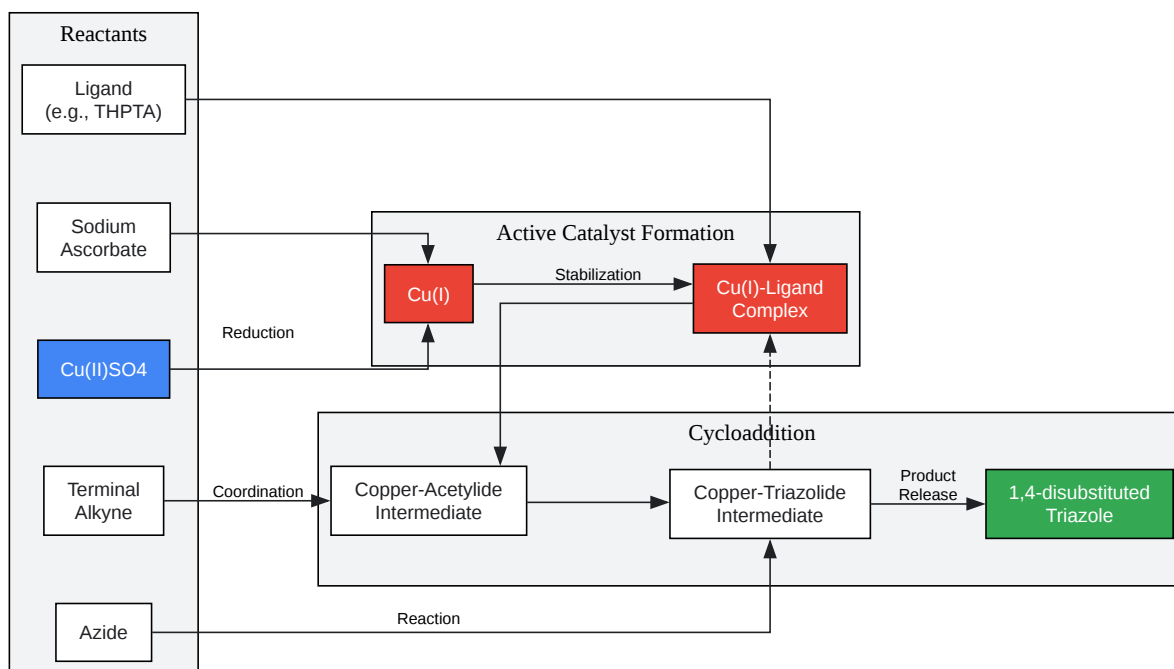 Reactants
Ligand
(e.g., THPTA)
Sodium
Ascorbate
Active Catalyst Formation
Cu(I)
Stabilization
Cu(I)-Ligand
Complex
Reduction
Cu(II)SO4
Cycloaddition
Terminal
Alkyne
Coordination
Copper-Acetylide
Intermediate
Copper-Triazolide
Intermediate
Product
Release
1,4-disubstituted
Triazole
Azide
Reaction